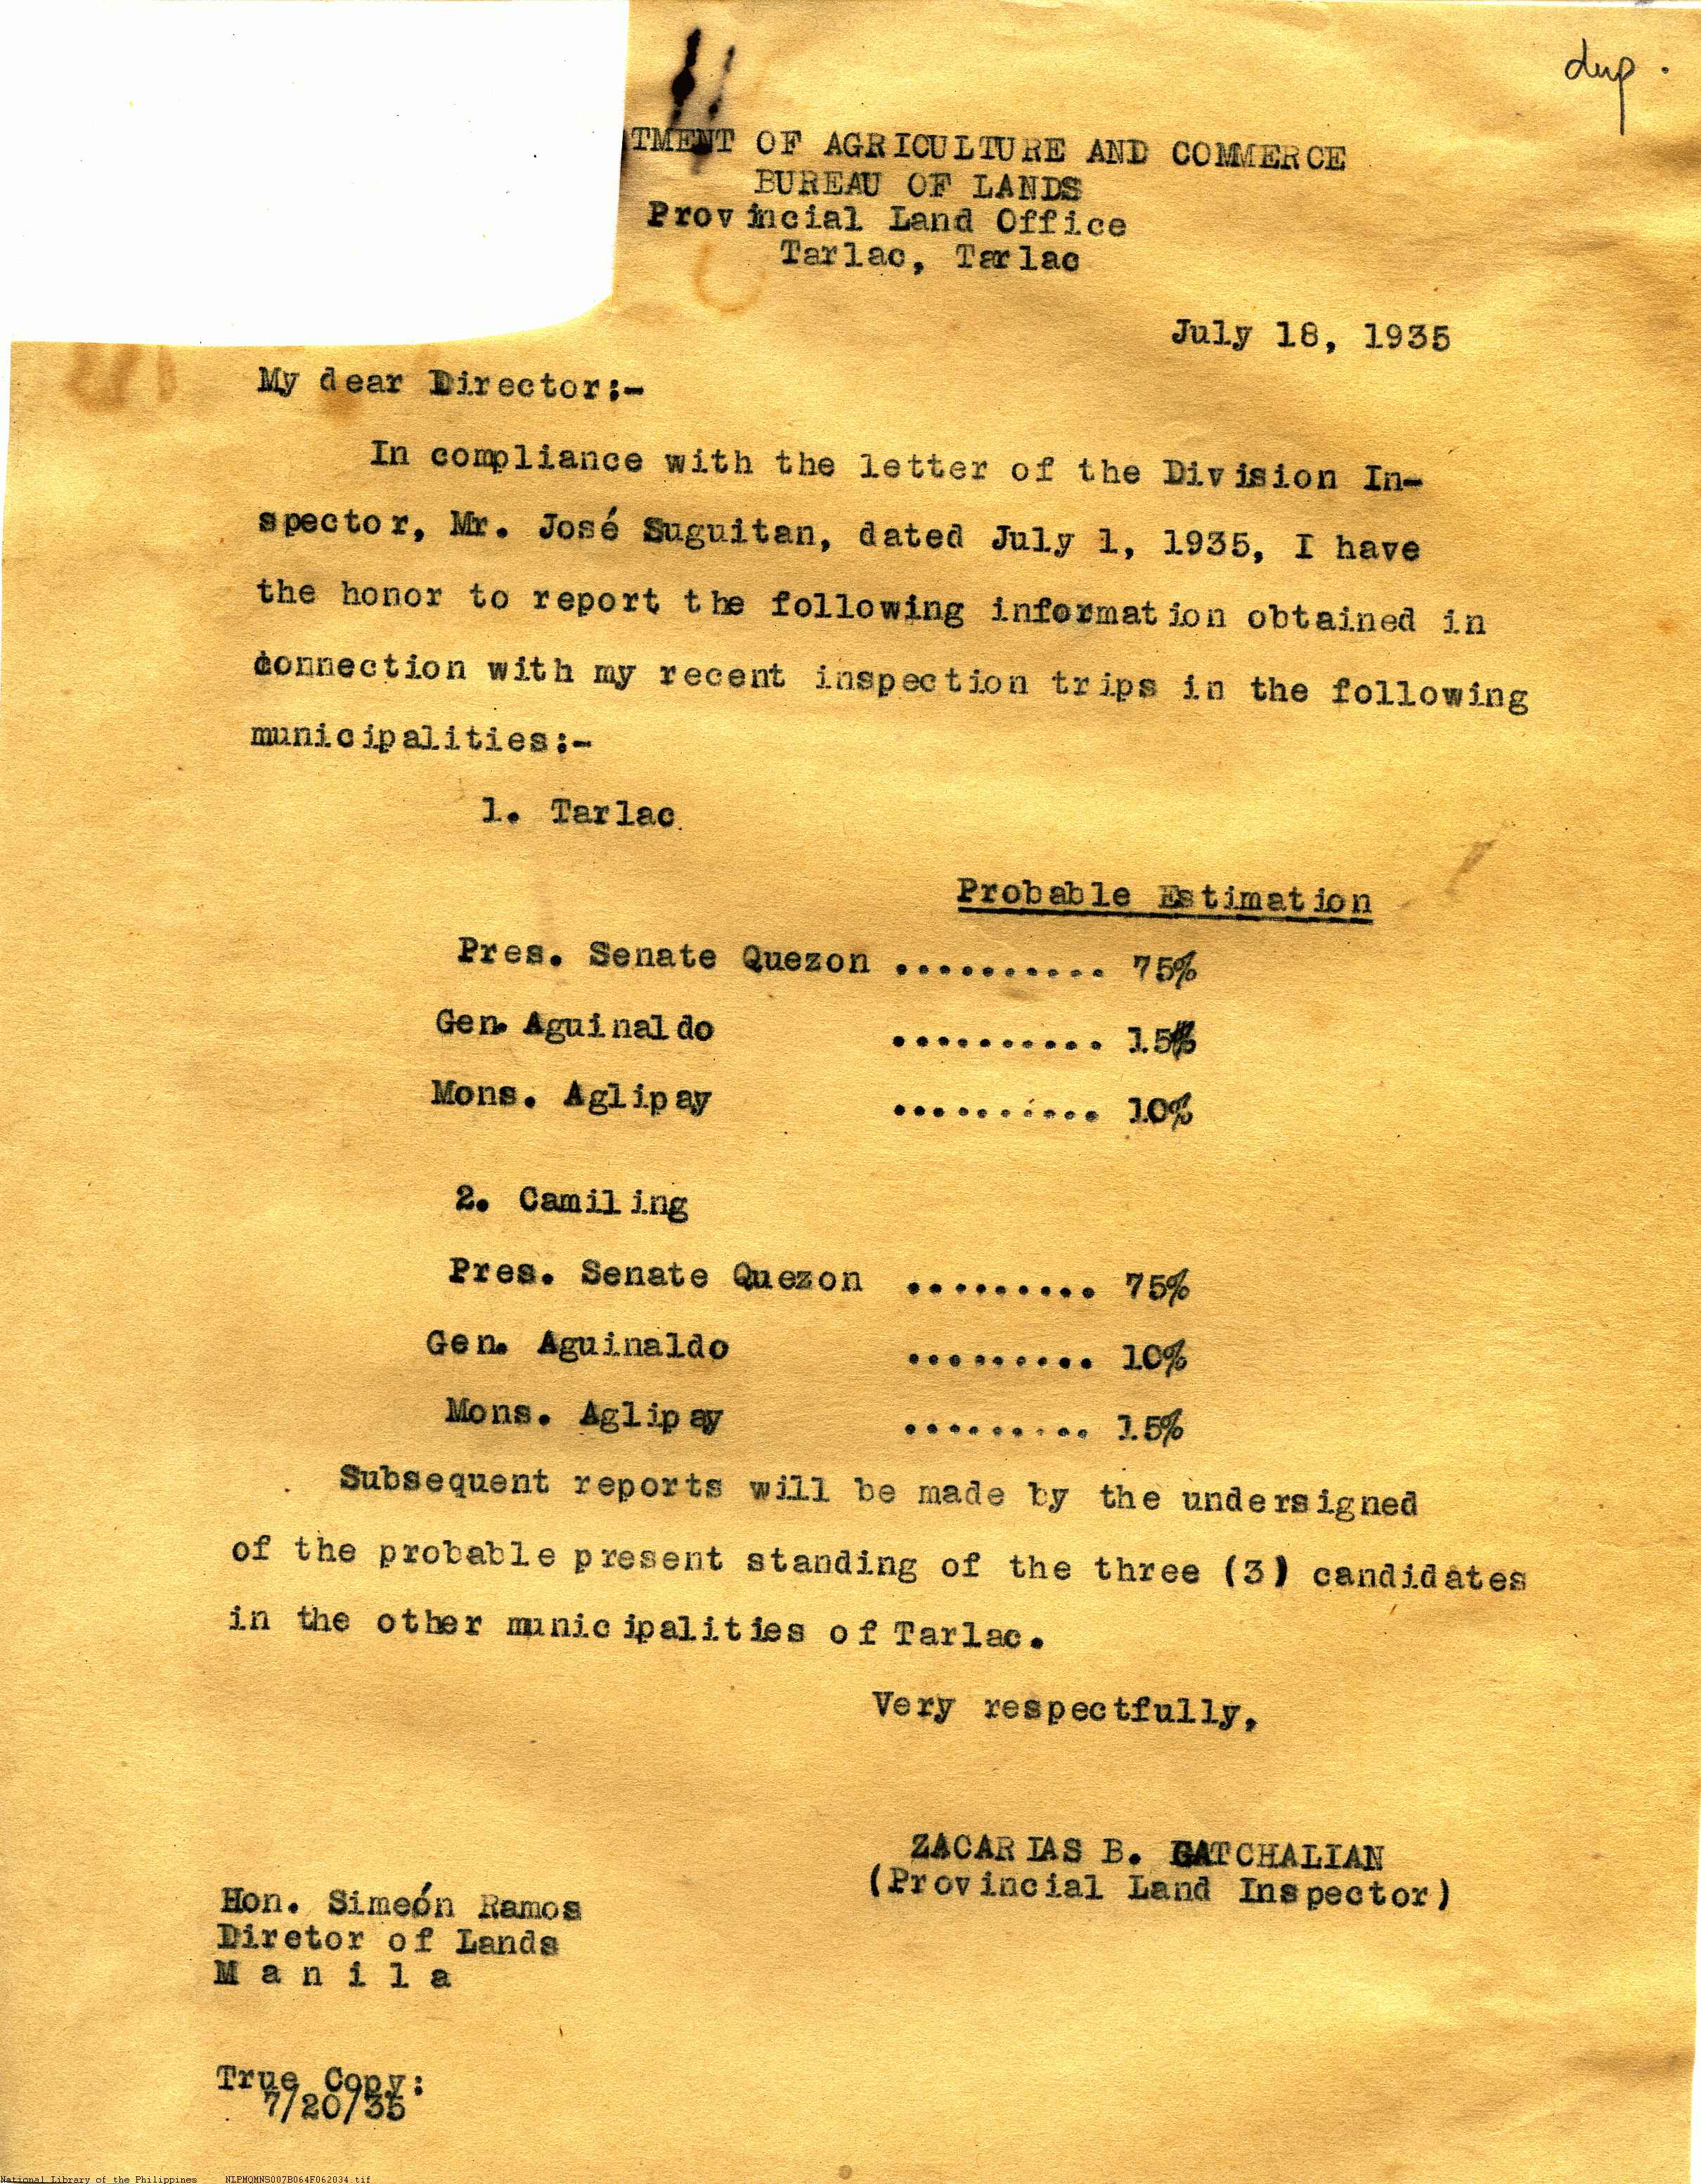 dup.
TMENT OF AGRICULTURE AND COMMERCE
BUREAU OF LANDS
Provincial Land Office
Tarlac, Tarlac
July 18, 1935
My dear Director:-
In compliance with the letter of the Division In-
spector, Mr. José Suguitan, dated July 1, 1935, I have
the honor to report the following information obtained in
connection with my recent inspection trips in the following
municipalities:-
1. Tarlac
Probable Estimation
Pres. Senate Quezon .......... 75%
Gen. Aguinaldo .......... 15%
Mons. Aglipay .......... 10%
2. Camiling
Pres. Senate Quezon ......... 75%
Gen. Aguinaldo ......... 10%
Mons. Aglipay ......... 15%
Subsequent reports will be made by the undersigned
of the probable present standing of the three (3) candidates
in the other municipalities of Tarlac.
Very respectfully,
ZACARIAS B. GATCHALIAN
(Provincial Land Inspector)
Hon. Simeón Ramos
Diretor of Lands
M a n i l a
True Copy:
7/20/35
National Library of the Philippines NLPMQMNS007B064F062034.tif